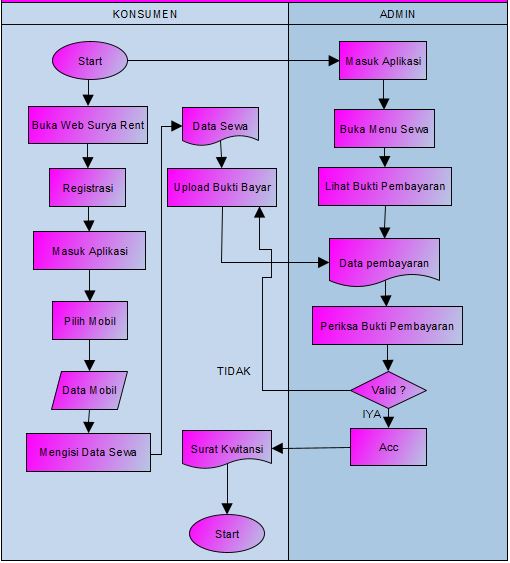 KONSUMEN
ADMIN
Start
Masuk Aplikasi
Buka Web Surya Rent
Data Sewa
Buka Menu Sewa
Registrasi
Upload Bukti Bayar
Lihat Bukti Pembayaran
Masuk Aplikasi
Data pembayaran
Pilih Mobil
Periksa Bukti Pembayaran
TIDAK
Data Mobil
Valid ?
IYA
Mengisi Data Sewa
Surat Kwitansi
Acc
Start